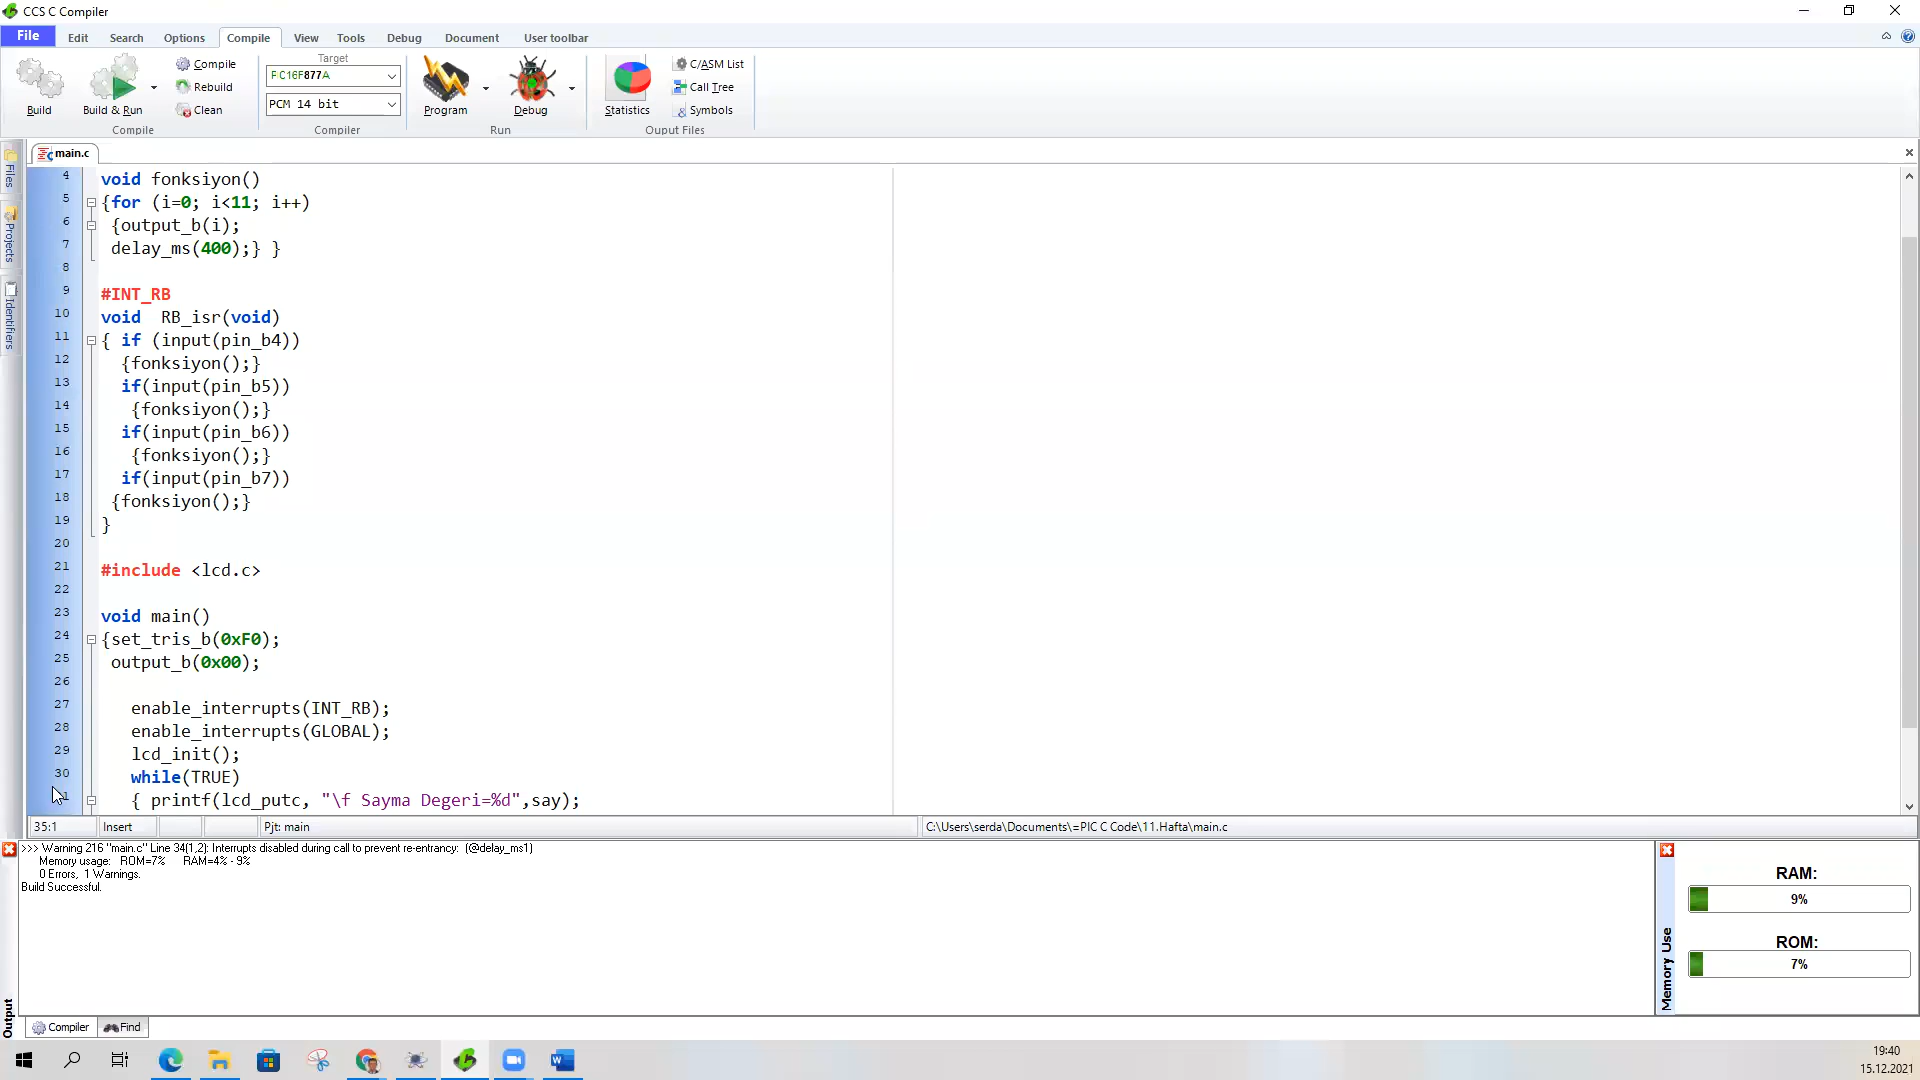 CCS C Compiler
File Edit Search Options Compile View Tools Debug Document User toolbar
Build
Build & Run
Compile
Rebuild
Clean
Compile
Target
PIC16F877A
PCM 14 bit
Compiler
Program
Debug
Run
Statistics
C/ASM List
Call Tree
Symbols
Ouput Files
Files
Projects
Identifiers
main.c
4 void fonksiyon()
5 {for (i=0; i<11; i++)
6 {output_b(i);
7 delay_ms(400);} }
8
9 #INT_RB
10 void RB_isr(void)
11 { if (input(pin_b4))
12 {fonksiyon();}
13 if(input(pin_b5))
14 {fonksiyon();}
15 if(input(pin_b6))
16 {fonksiyon();}
17 if(input(pin_b7))
18 {fonksiyon();}
19 }
20
21 #include <lcd.c>
22
23 void main()
24 {set_tris_b(0xF0);
25 output_b(0x00);
26
27 enable_interrupts(INT_RB);
28 enable_interrupts(GLOBAL);
29 lcd_init();
30 while(TRUE)
{ printf(lcd_putc, "\f Sayma Degeri=%d",say);
35:1 Insert Pjt: main C:\Users\serda\Documents\=PIC C Code\11.Hafta\main.c
>>> Warning 216 "main.c" Line 34(1,2): Interrupts disabled during call to prevent re-entrancy: (@delay_ms1)
Memory usage: ROM=7% RAM=4% - 9%
0 Errors, 1 Warnings.
Build Successful.
Output
Memory Use
RAM:
9%
ROM:
7%
Compiler Find
19:40
15.12.2021